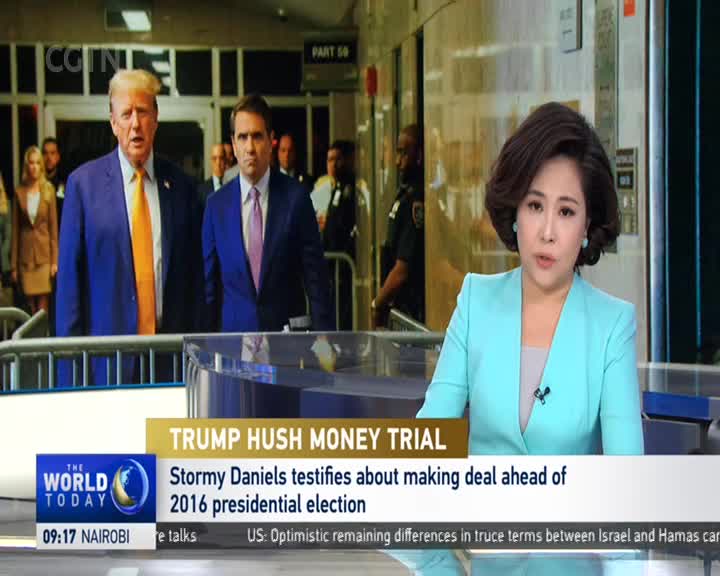 CGTN
PART 59
TRUMP HUSH MONEY TRIAL
Stormy Daniels testifies about making deal ahead of
2016 presidential election
THE
WORLD
TODAY
09:17 NAIROBI
re talks US: Optimistic remaining differences in truce terms between Israel and Hamas can